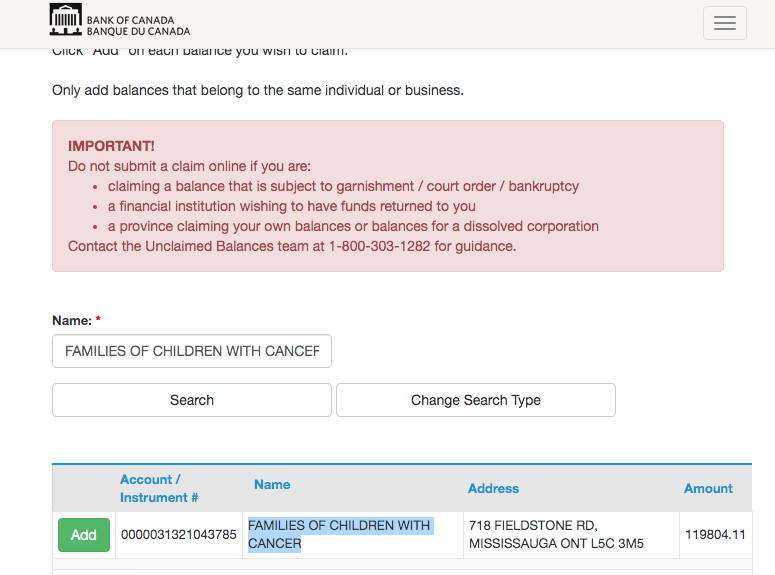 BANK OF CANADA
BANQUE DU CANADA
Click "Add" on each balance you wish to claim.
Only add balances that belong to the same individual or business.
IMPORTANT!
Do not submit a claim online if you are:
• claiming a balance that is subject to garnishment / court order / bankruptcy
• a financial institution wishing to have funds returned to you
• a province claiming your own balances or balances for a dissolved corporation
Contact the Unclaimed Balances team at 1-800-303-1282 for guidance.
Name: *
FAMILIES OF CHILDREN WITH CANCER
Search
Change Search Type
Account /
Instrument #
Name
Address
Amount
Add
0000031321043785
FAMILIES OF CHILDREN WITH
CANCER
718 FIELDSTONE RD,
MISSISSAUGA ONT L5C 3M5
119804.11